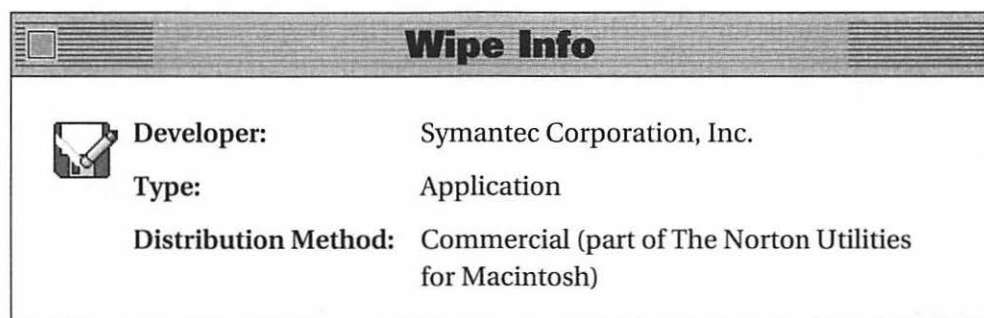 Wipe Info
Developer: Symantec Corporation, Inc.
Type: Application
Distribution Method: Commercial (part of The Norton Utilities
for Macintosh)